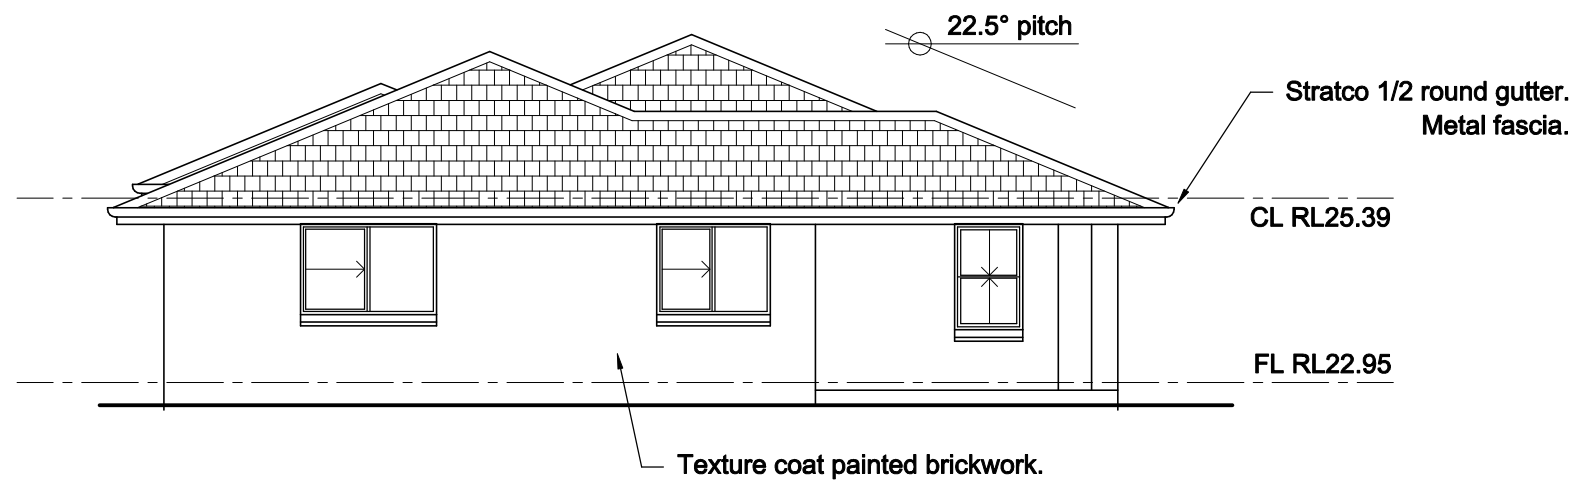 22.5° pitch
Stratco 1/2 round gutter.
Metal fascia.
CL RL25.39
FL RL22.95
Texture coat painted brickwork.